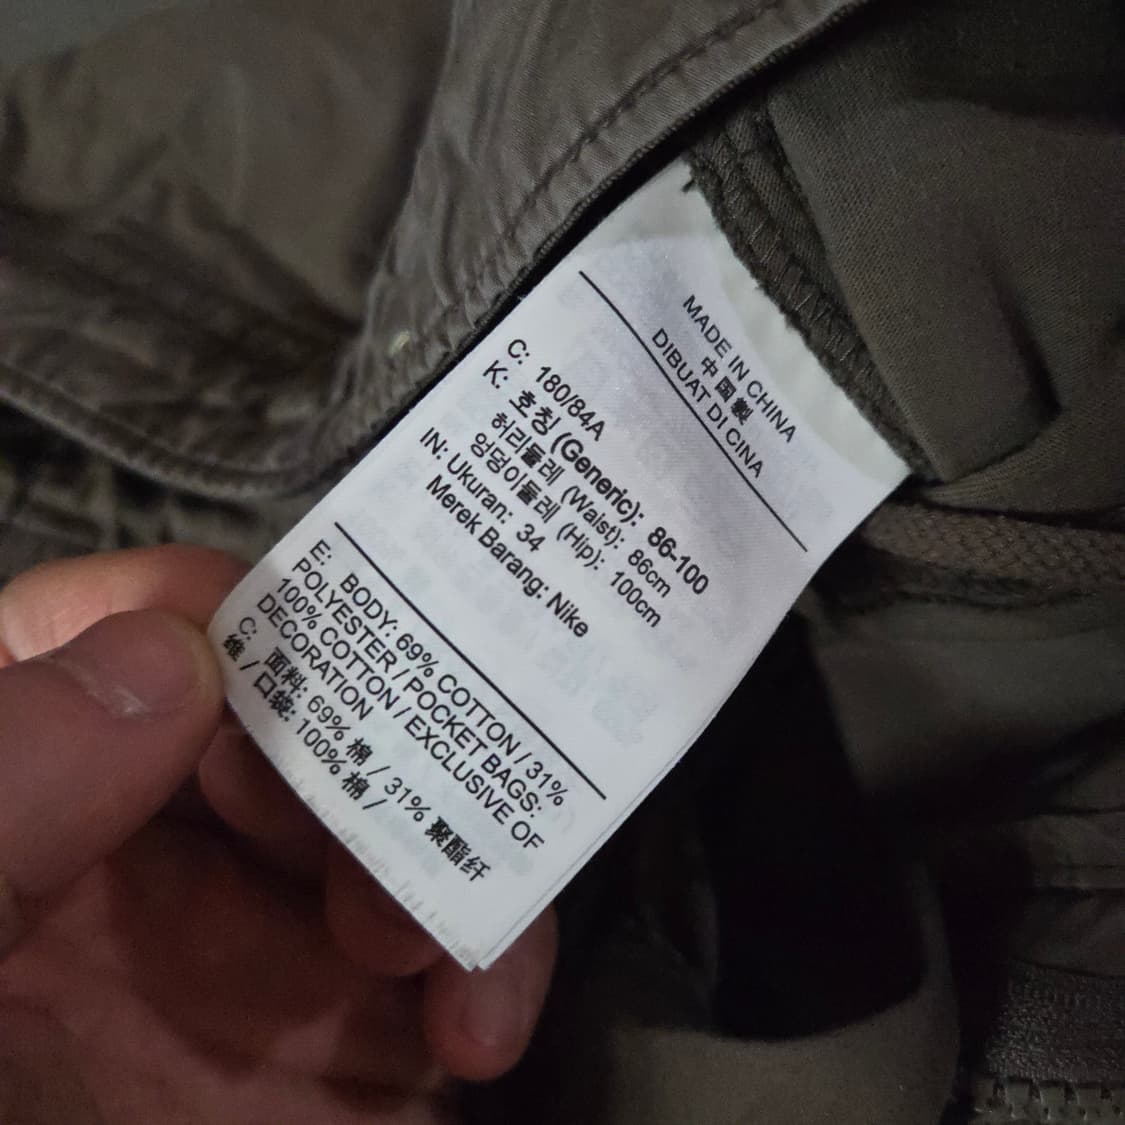 MADE IN CHINA
中国製
DIBUAT DI CINA
C: 180/84A
K: 호칭 (Generic): 86-100
허리둘레 (Waist): 86cm
엉덩이둘레 (Hip): 100cm
IN: Ukuran: 34
Merek Barang: Nike
E: BODY: 69% COTTON / 31%
POLYESTER / POCKET BAGS:
100% COTTON / EXCLUSIVE OF
DECORATION
C: 面料: 69% 棉 / 31% 聚酯纤
维 / 口袋: 100% 棉 /